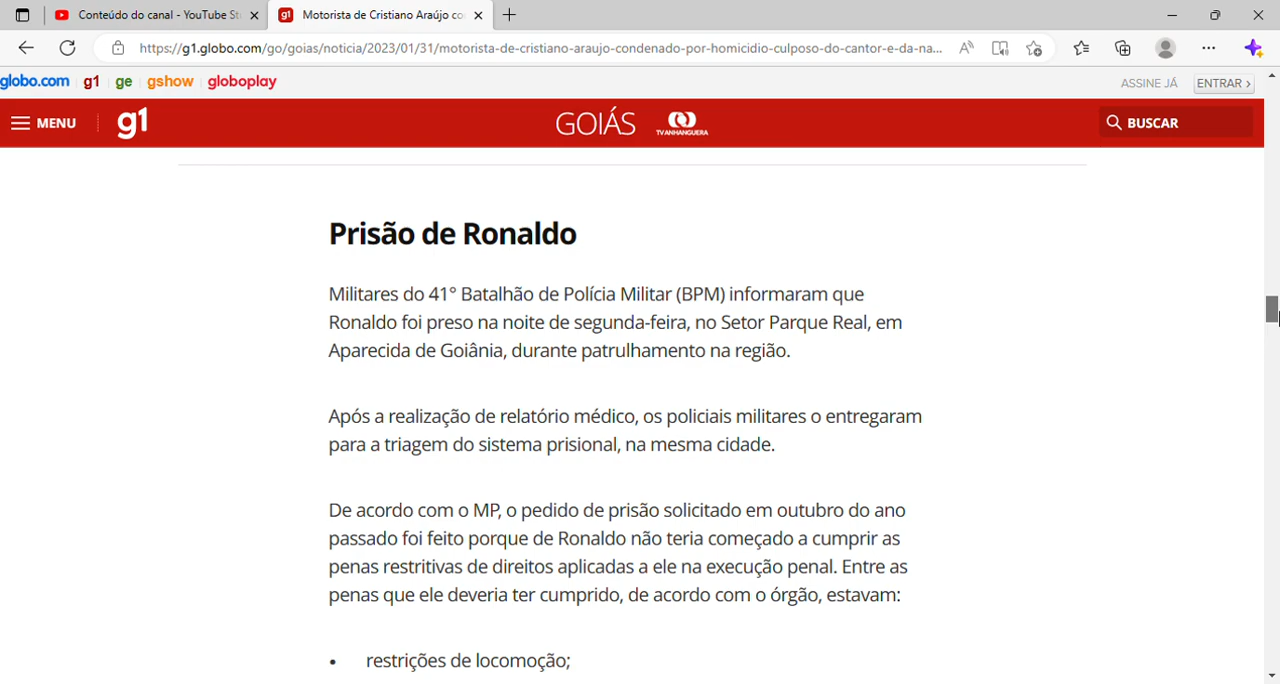 Conteúdo do canal - YouTube St
Motorista de Cristiano Araújo co
https://g1.globo.com/go/goias/noticia/2023/01/31/motorista-de-cristiano-araujo-condenado-por-homicidio-culposo-do-cantor-e-da-na...
globo.com g1 ge gshow globoplay
ASSINE JÁ ENTRAR ›
MENU g1 GOIÁS TV ANHANGUERA BUSCAR
Prisão de Ronaldo
Militares do 41° Batalhão de Polícia Militar (BPM) informaram que
Ronaldo foi preso na noite de segunda-feira, no Setor Parque Real, em
Aparecida de Goiânia, durante patrulhamento na região.
Após a realização de relatório médico, os policiais militares o entregaram
para a triagem do sistema prisional, na mesma cidade.
De acordo com o MP, o pedido de prisão solicitado em outubro do ano
passado foi feito porque de Ronaldo não teria começado a cumprir as
penas restritivas de direitos aplicadas a ele na execução penal. Entre as
penas que ele deveria ter cumprido, de acordo com o órgão, estavam:
• restrições de locomoção;